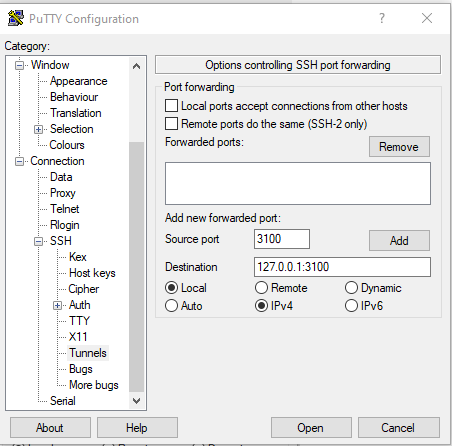 PuTTY Configuration
? ×
Category:
Window
Appearance
Behaviour
Translation
Selection
Colours
Connection
Data
Proxy
Telnet
Rlogin
SSH
Kex
Host keys
Cipher
Auth
TTY
X11
Tunnels
Bugs
More bugs
Serial
Options controlling SSH port forwarding
Port forwarding
Local ports accept connections from other hosts
Remote ports do the same (SSH-2 only)
Forwarded ports:
Remove
Add new forwarded port:
Source port 3100 Add
Destination 127.0.0.1:3100
Local Remote Dynamic
Auto IPv4 IPv6
About Help Open Cancel